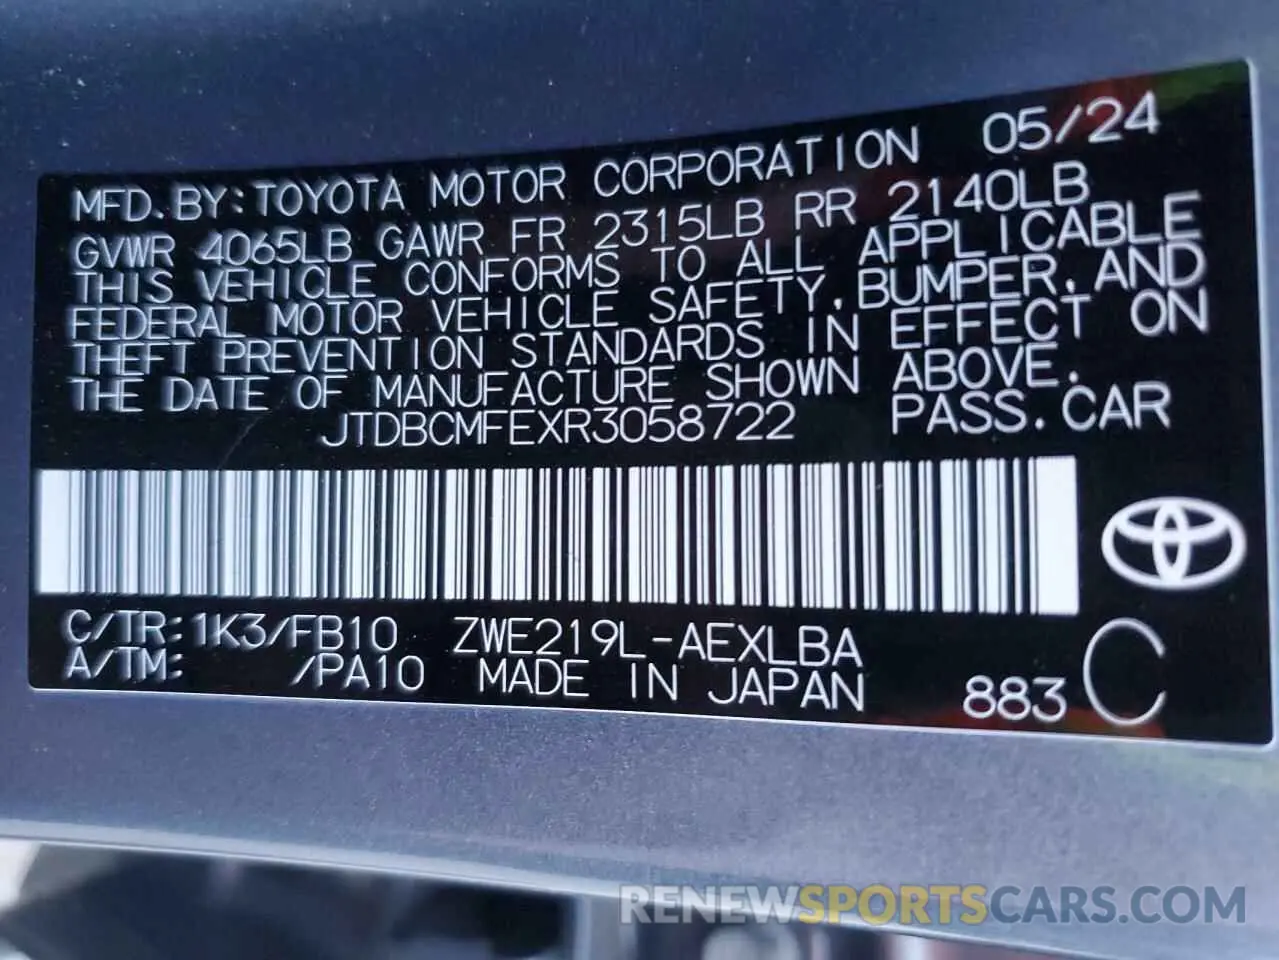 MFD. BY: TOYOTA MOTOR CORPORATION 05/24
GVWR 4065LB GAWR FR 2315LB RR 2140LB
THIS VEHICLE CONFORMS TO ALL APPLICABLE
FEDERAL MOTOR VEHICLE SAFETY, BUMPER, AND
THEFT PREVENTION STANDARDS IN EFFECT ON
THE DATE OF MANUFACTURE SHOWN ABOVE.
JTDBCMFEXR3058722 PASS. CAR
C/TR: 1K3/FB10 ZWE219L-AEXLBA
A/TM: /PA10 MADE IN JAPAN 883 C
RENEWSPORTSCARS.COM